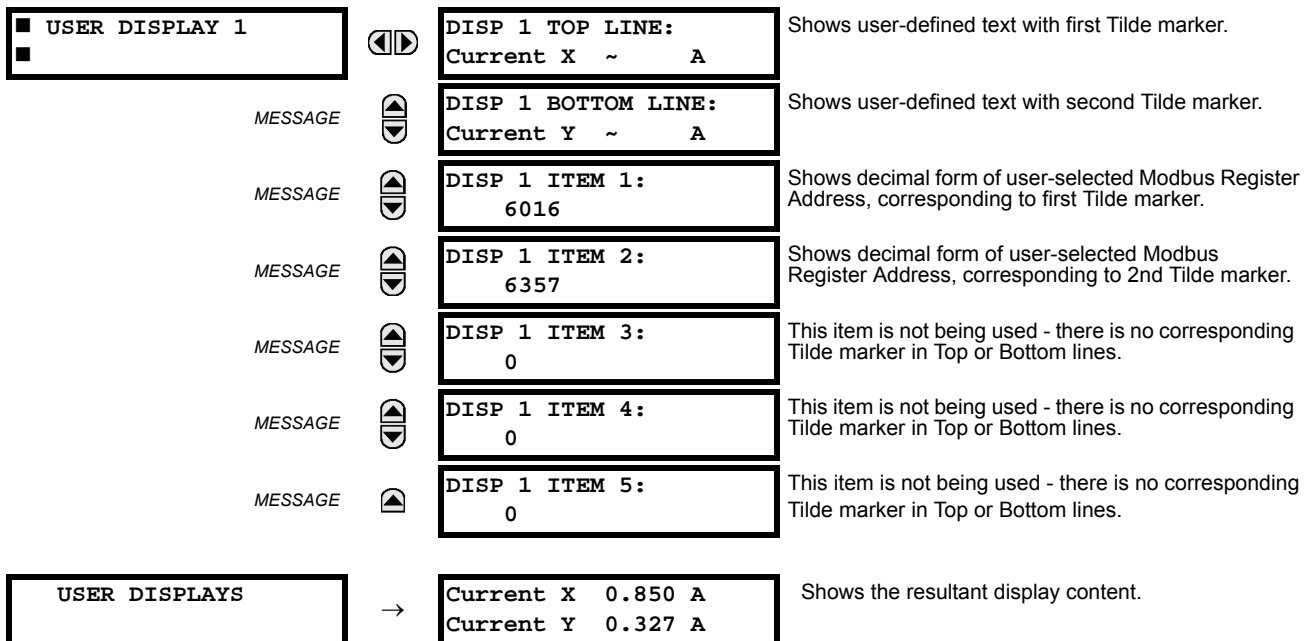 ■ USER DISPLAY 1
■
DISP 1 TOP LINE:
Current X ~ A
Shows user-defined text with first Tilde marker.
MESSAGE
DISP 1 BOTTOM LINE:
Current Y ~ A
Shows user-defined text with second Tilde marker.
MESSAGE
DISP 1 ITEM 1:
6016
Shows decimal form of user-selected Modbus Register
Address, corresponding to first Tilde marker.
MESSAGE
DISP 1 ITEM 2:
6357
Shows decimal form of user-selected Modbus
Register Address, corresponding to 2nd Tilde marker.
MESSAGE
DISP 1 ITEM 3:
0
This item is not being used - there is no corresponding
Tilde marker in Top or Bottom lines.
MESSAGE
DISP 1 ITEM 4:
0
This item is not being used - there is no corresponding
Tilde marker in Top or Bottom lines.
MESSAGE
DISP 1 ITEM 5:
0
This item is not being used - there is no corresponding
Tilde marker in Top or Bottom lines.
USER DISPLAYS
→
Current X 0.850 A
Current Y 0.327 A
Shows the resultant display content.